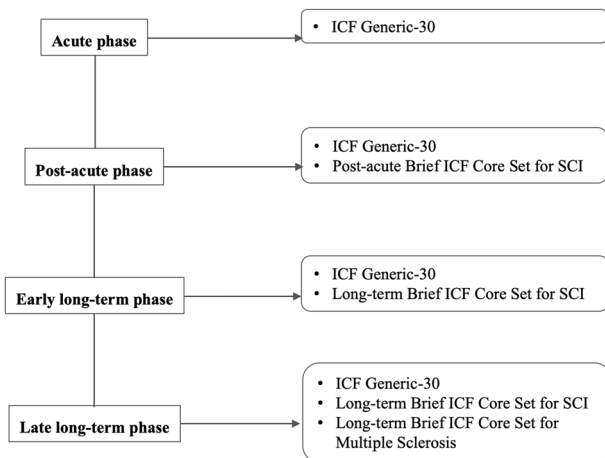 Acute phase
• ICF Generic-30
Post-acute phase
• ICF Generic-30
• Post-acute Brief ICF Core Set for SCI
Early long-term phase
• ICF Generic-30
• Long-term Brief ICF Core Set for SCI
Late long-term phase
• ICF Generic-30
• Long-term Brief ICF Core Set for SCI
• Long-term Brief ICF Core Set for
Multiple Sclerosis